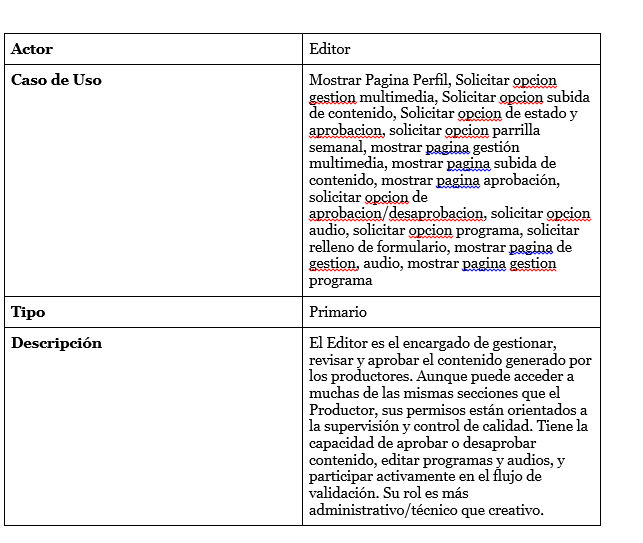 Actor
Editor
Caso de Uso
Mostrar Pagina Perfil, Solicitar opcion
gestion multimedia, Solicitar opcion subida
de contenido, Solicitar opcion de estado y
aprobacion, solicitar opcion parrilla
semanal, mostrar pagina gestión
multimedia, mostrar pagina subida de
contenido, mostrar pagina aprobación,
solicitar opcion de
aprobacion/desaprobacion, solicitar opcion
audio, solicitar opcion programa, solicitar
relleno de formulario, mostrar pagina de
gestion, audio, mostrar pagina gestion
programa
Tipo
Primario
Descripción
El Editor es el encargado de gestionar,
revisar y aprobar el contenido generado por
los productores. Aunque puede acceder a
muchas de las mismas secciones que el
Productor, sus permisos están orientados a
la supervisión y control de calidad. Tiene la
capacidad de aprobar o desaprobar
contenido, editar programas y audios, y
participar activamente en el flujo de
validación. Su rol es más
administrativo/técnico que creativo.